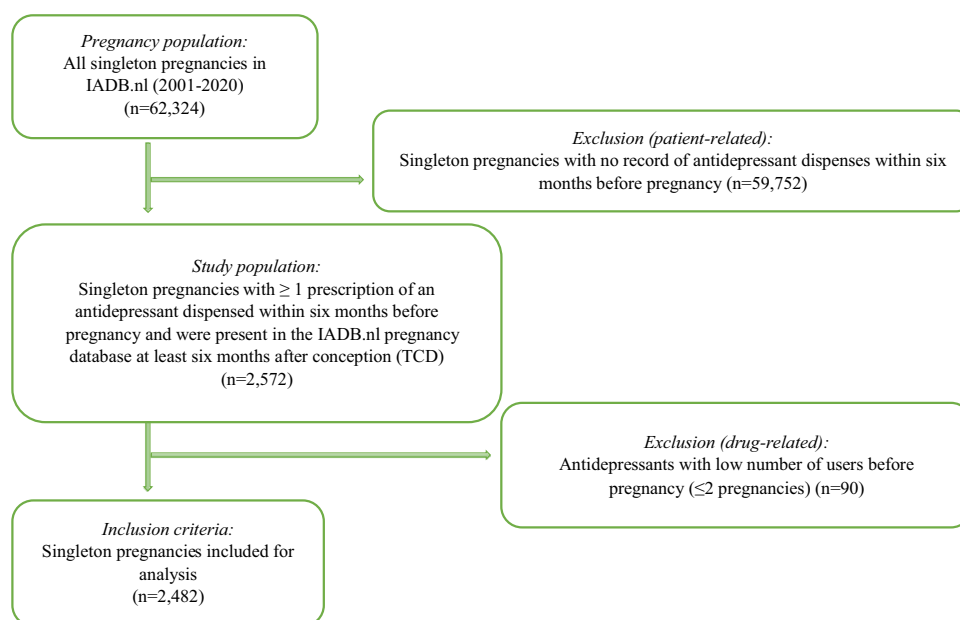 Pregnancy population:
All singleton pregnancies in
IADB.nl (2001-2020)
(n=62,324)
Exclusion (patient-related):
Singleton pregnancies with no record of antidepressant dispenses within six
months before pregnancy (n=59,752)
Study population:
Singleton pregnancies with ≥ 1 prescription of an
antidepressant dispensed within six months before
pregnancy and were present in the IADB.nl pregnancy
database at least six months after conception (TCD)
(n=2,572)
Exclusion (drug-related):
Antidepressants with low number of users before
pregnancy (≤2 pregnancies) (n=90)
Inclusion criteria:
Singleton pregnancies included for
analysis
(n=2,482)